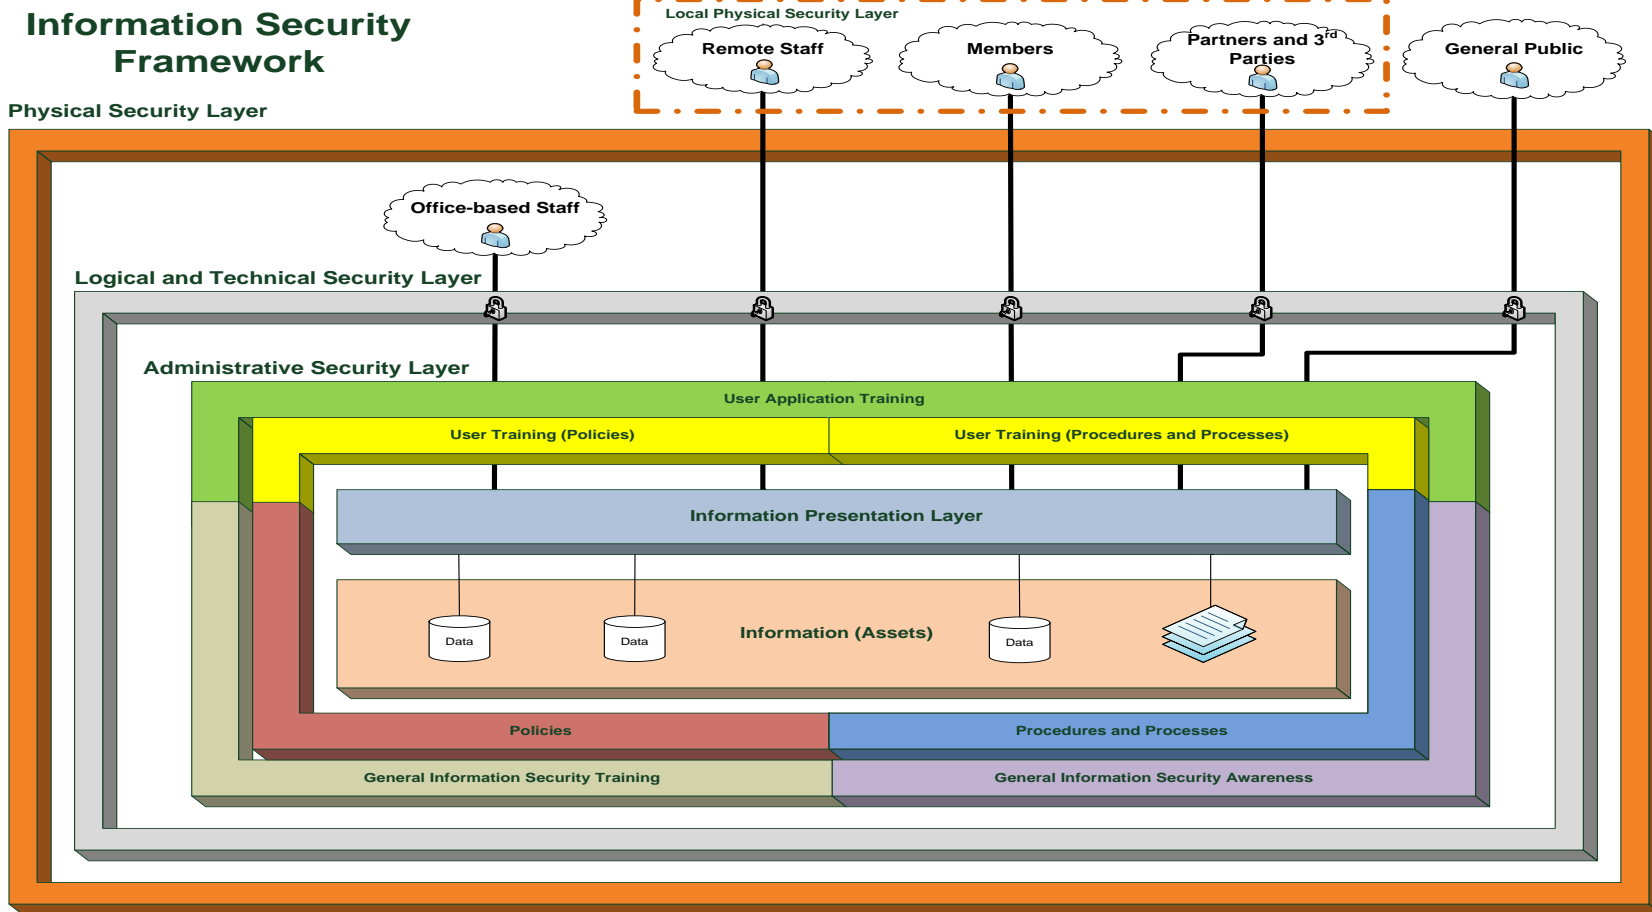 Information Security
Framework
Local Physical Security Layer
Remote Staff
Members
Partners and 3rd
Parties
General Public
Physical Security Layer
Office-based Staff
Logical and Technical Security Layer
Administrative Security Layer
User Application Training
User Training (Policies)
User Training (Procedures and Processes)
Information Presentation Layer
Data
Data
Information (Assets)
Data
Policies
Procedures and Processes
General Information Security Training
General Information Security Awareness